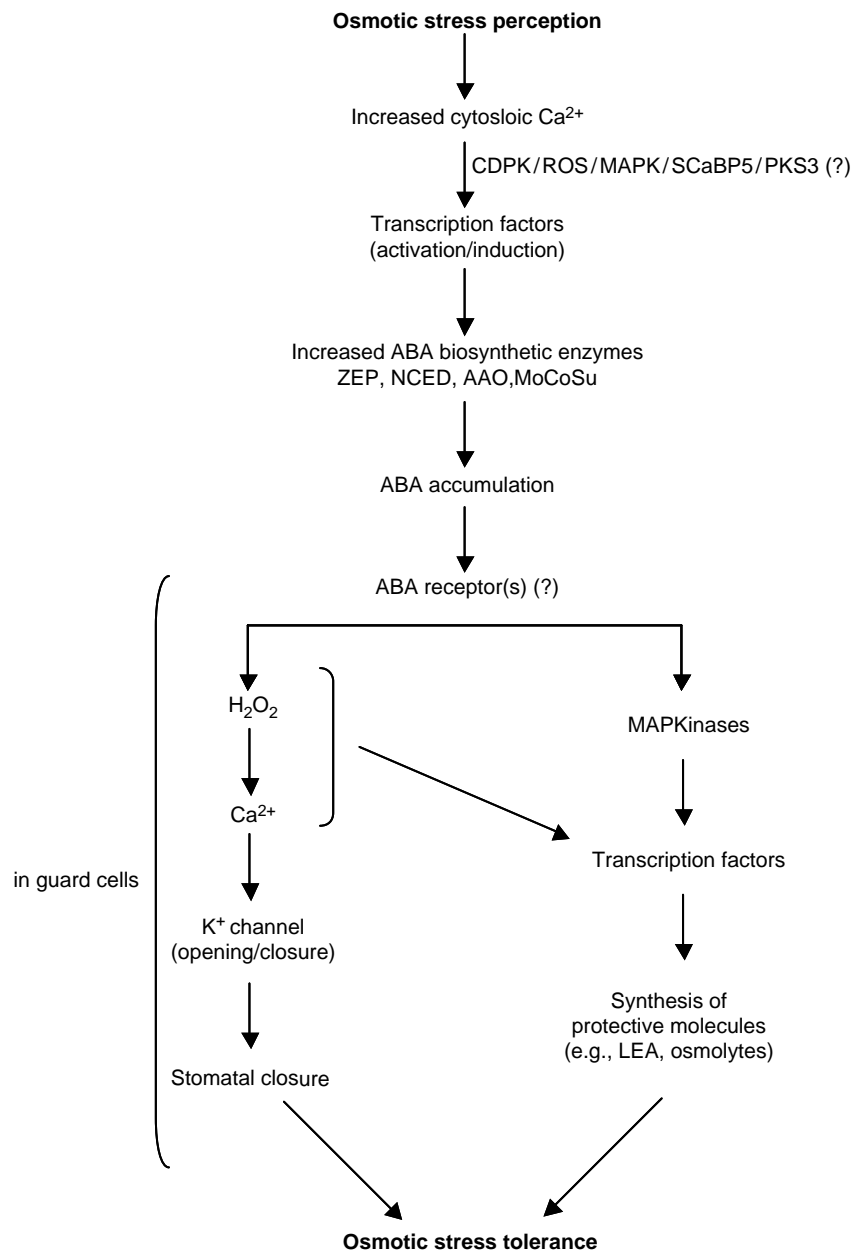 Osmotic stress perception
Increased cytosloic Ca²⁺
CDPK/ROS/MAPK/SCaBP5/PKS3 (?)
Transcription factors
(activation/induction)
Increased ABA biosynthetic enzymes
ZEP, NCED, AAO,MoCoSu
ABA accumulation
ABA receptor(s) (?)
H₂O₂
MAPKinases
Ca²⁺
Transcription factors
in guard cells
K⁺ channel
(opening/closure)
Synthesis of
protective molecules
(e.g., LEA, osmolytes)
Stomatal closure
Osmotic stress tolerance